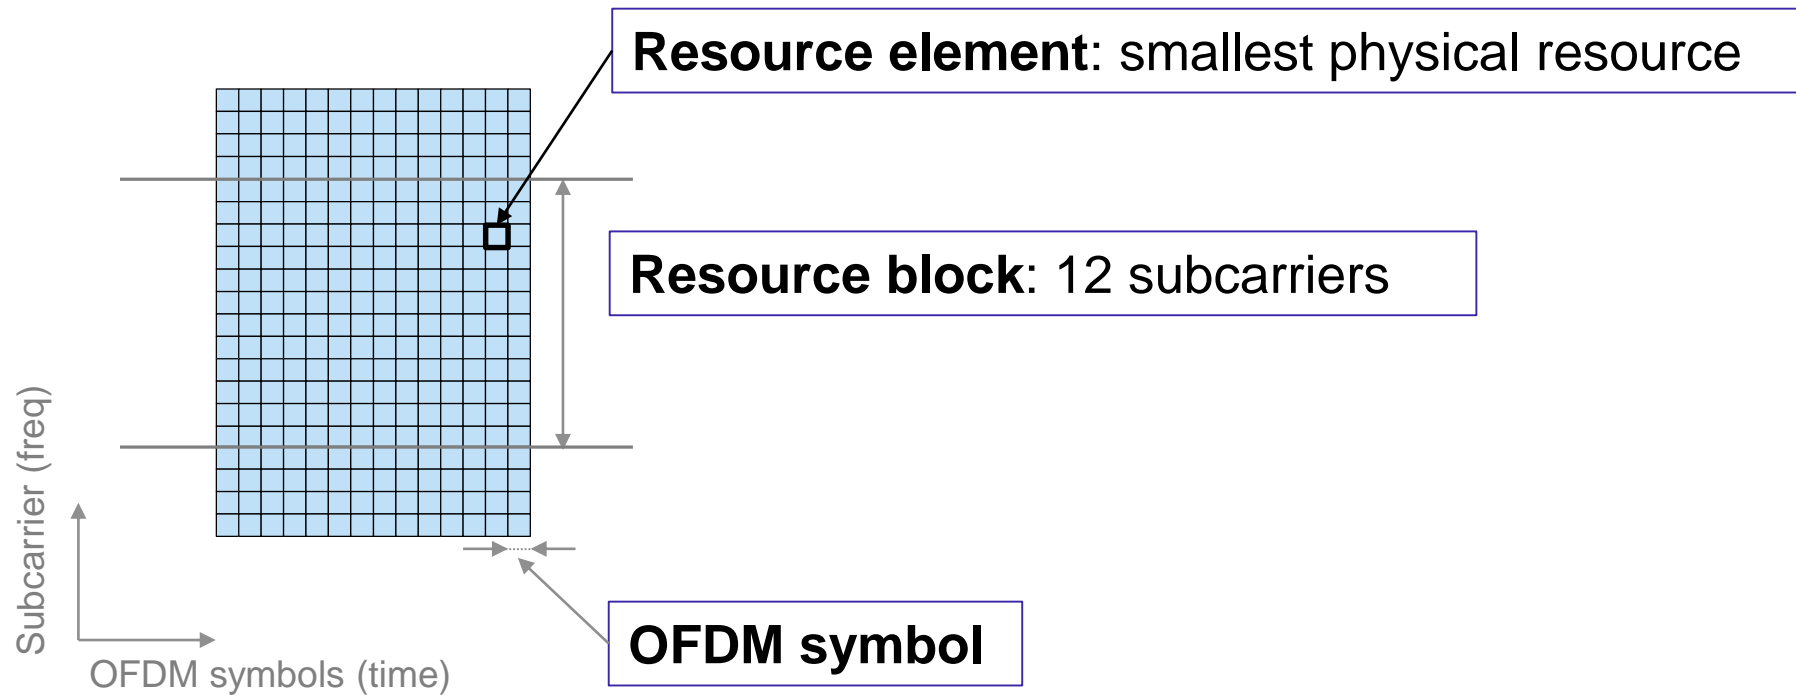 Resource element: smallest physical resource
Resource block: 12 subcarriers
Subcarrier (freq)
OFDM symbol
OFDM symbols (time)